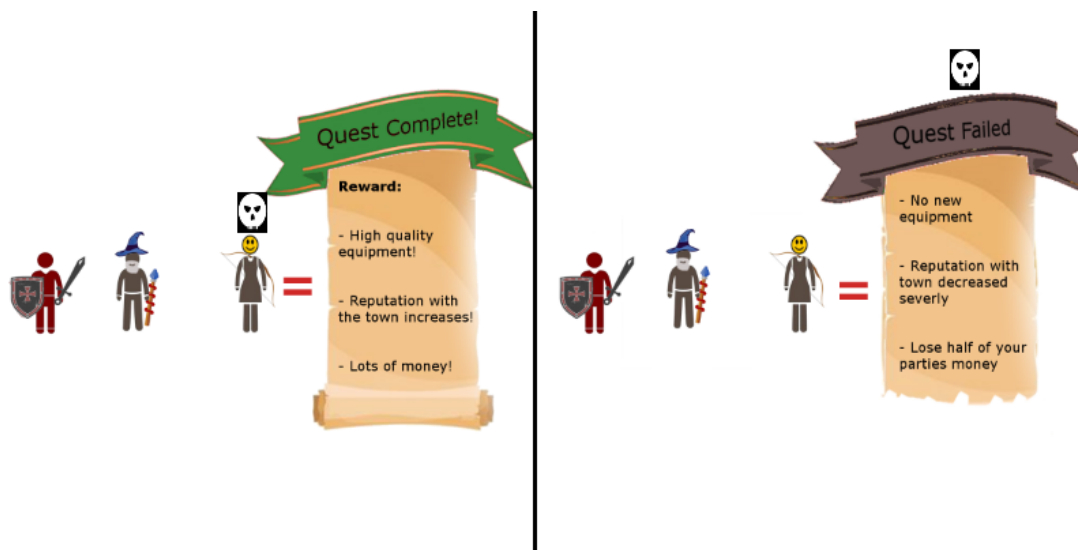 Quest Complete!
Reward:
- High quality
equipment!
- Reputation with
the town increases!
- Lots of money!
Quest Failed
- No new
equipment
- Reputation with
town decreased
severly
- Lose half of your
parties money